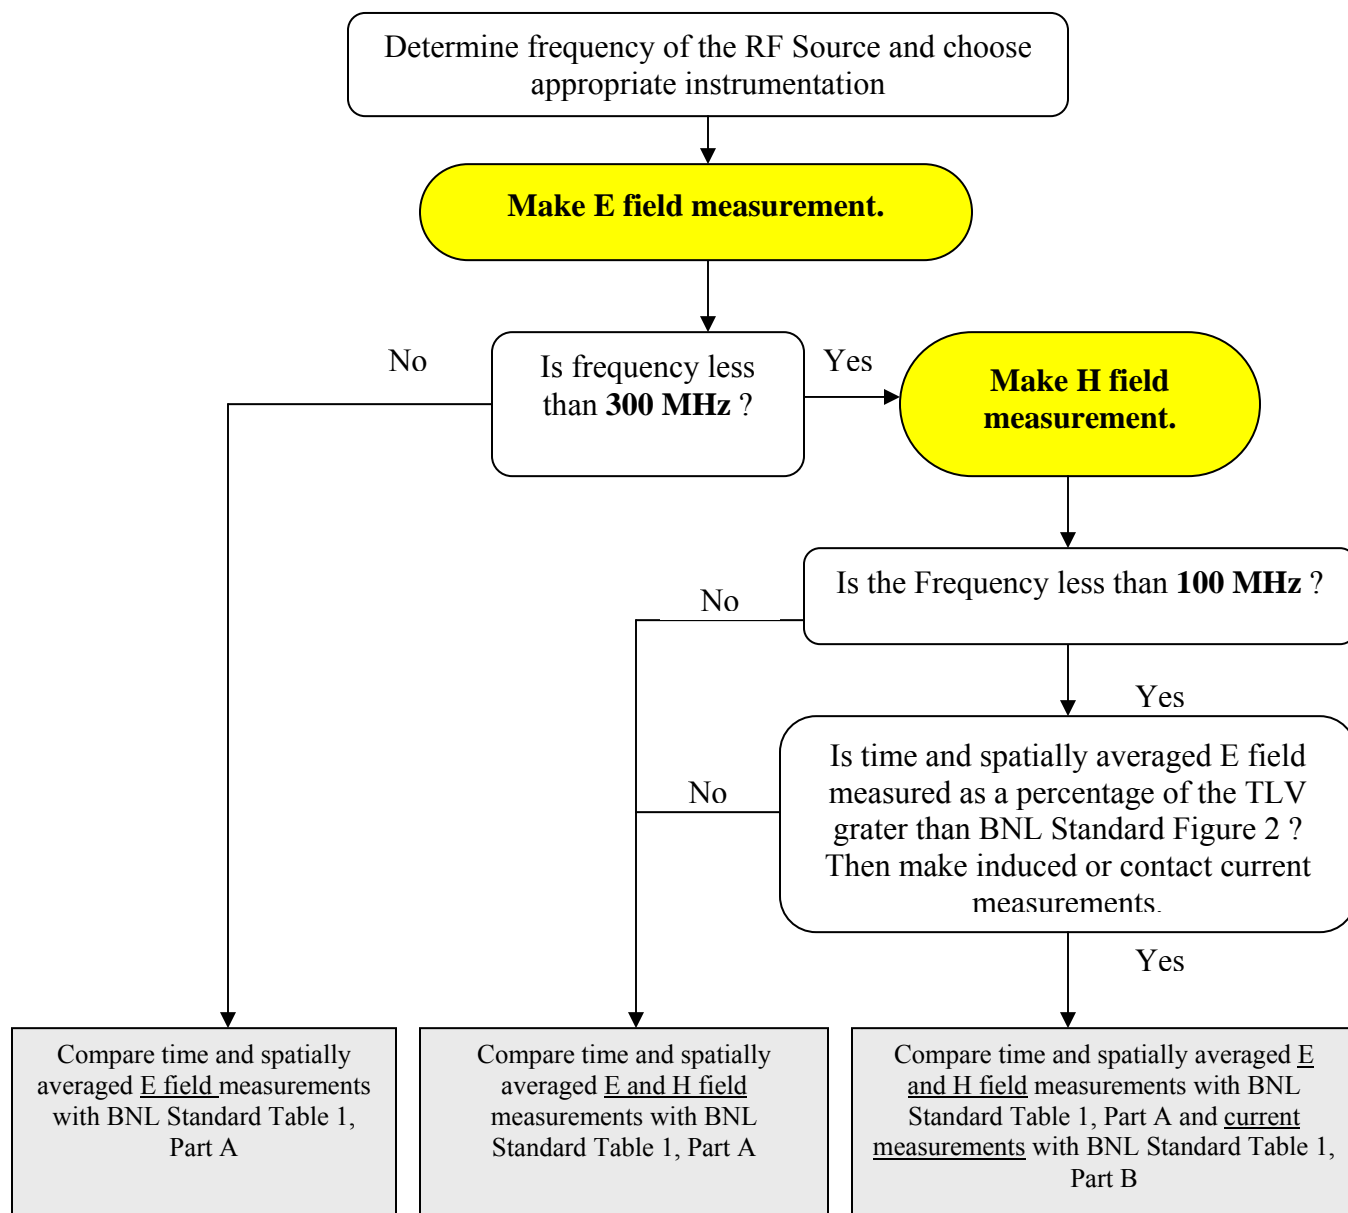 Determine frequency of the RF Source and choose
appropriate instrumentation
Make E field measurement.
No
Is frequency less
than 300 MHz ?
Yes
Make H field
measurement.
Is the Frequency less than 100 MHz ?
No
Yes
Is time and spatially averaged E field
measured as a percentage of the TLV
grater than BNL Standard Figure 2 ?
Then make induced or contact current
measurements.
No
Yes
Compare time and spatially
averaged E field measurements
with BNL Standard Table 1,
Part A
Compare time and spatially
averaged E and H field
measurements with BNL
Standard Table 1, Part A
Compare time and spatially averaged E
and H field measurements with BNL
Standard Table 1, Part A and current
measurements with BNL Standard Table 1,
Part B